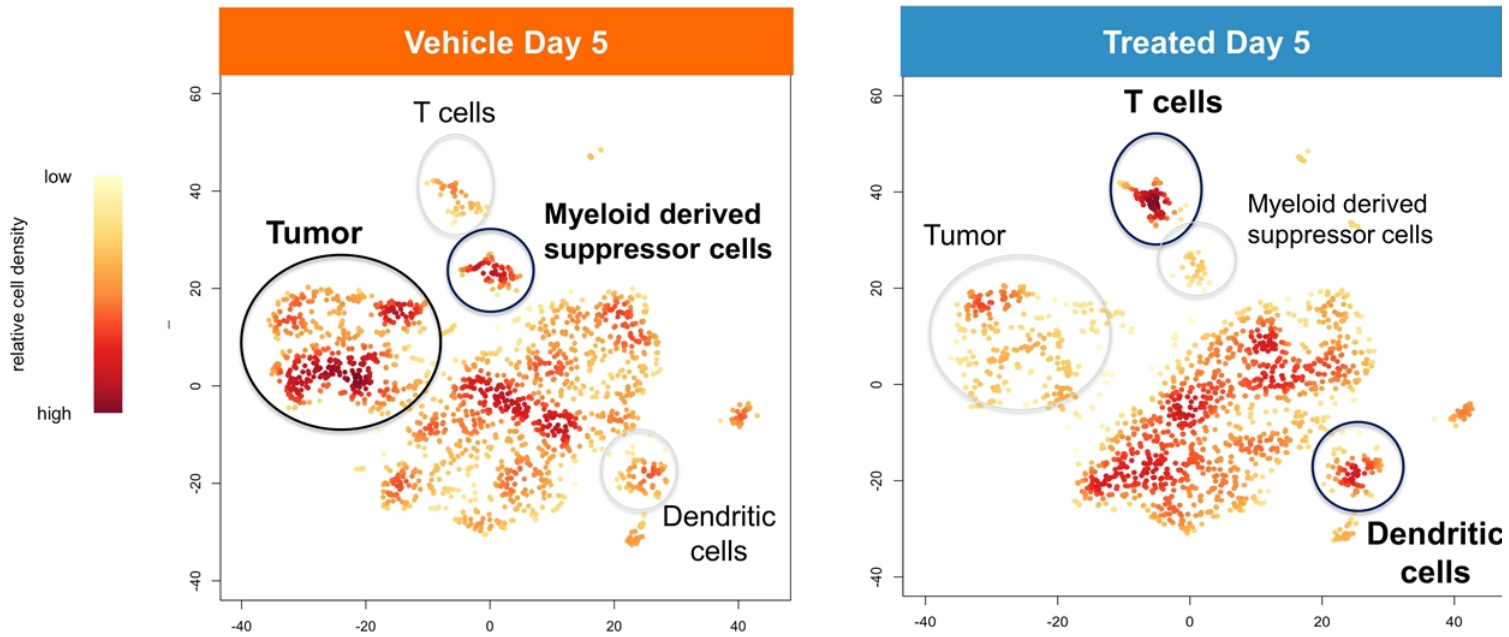 Vehicle Day 5
Treated Day 5
low
high
relative cell density
60
40
20
0
-20
-40
-40
-20
0
20
40
T cells
Tumor
Myeloid derived
suppressor cells
Dendritic
cells
60
40
20
0
-20
-40
-40
-20
0
20
40
T cells
Tumor
Myeloid derived
suppressor cells
Dendritic
cells